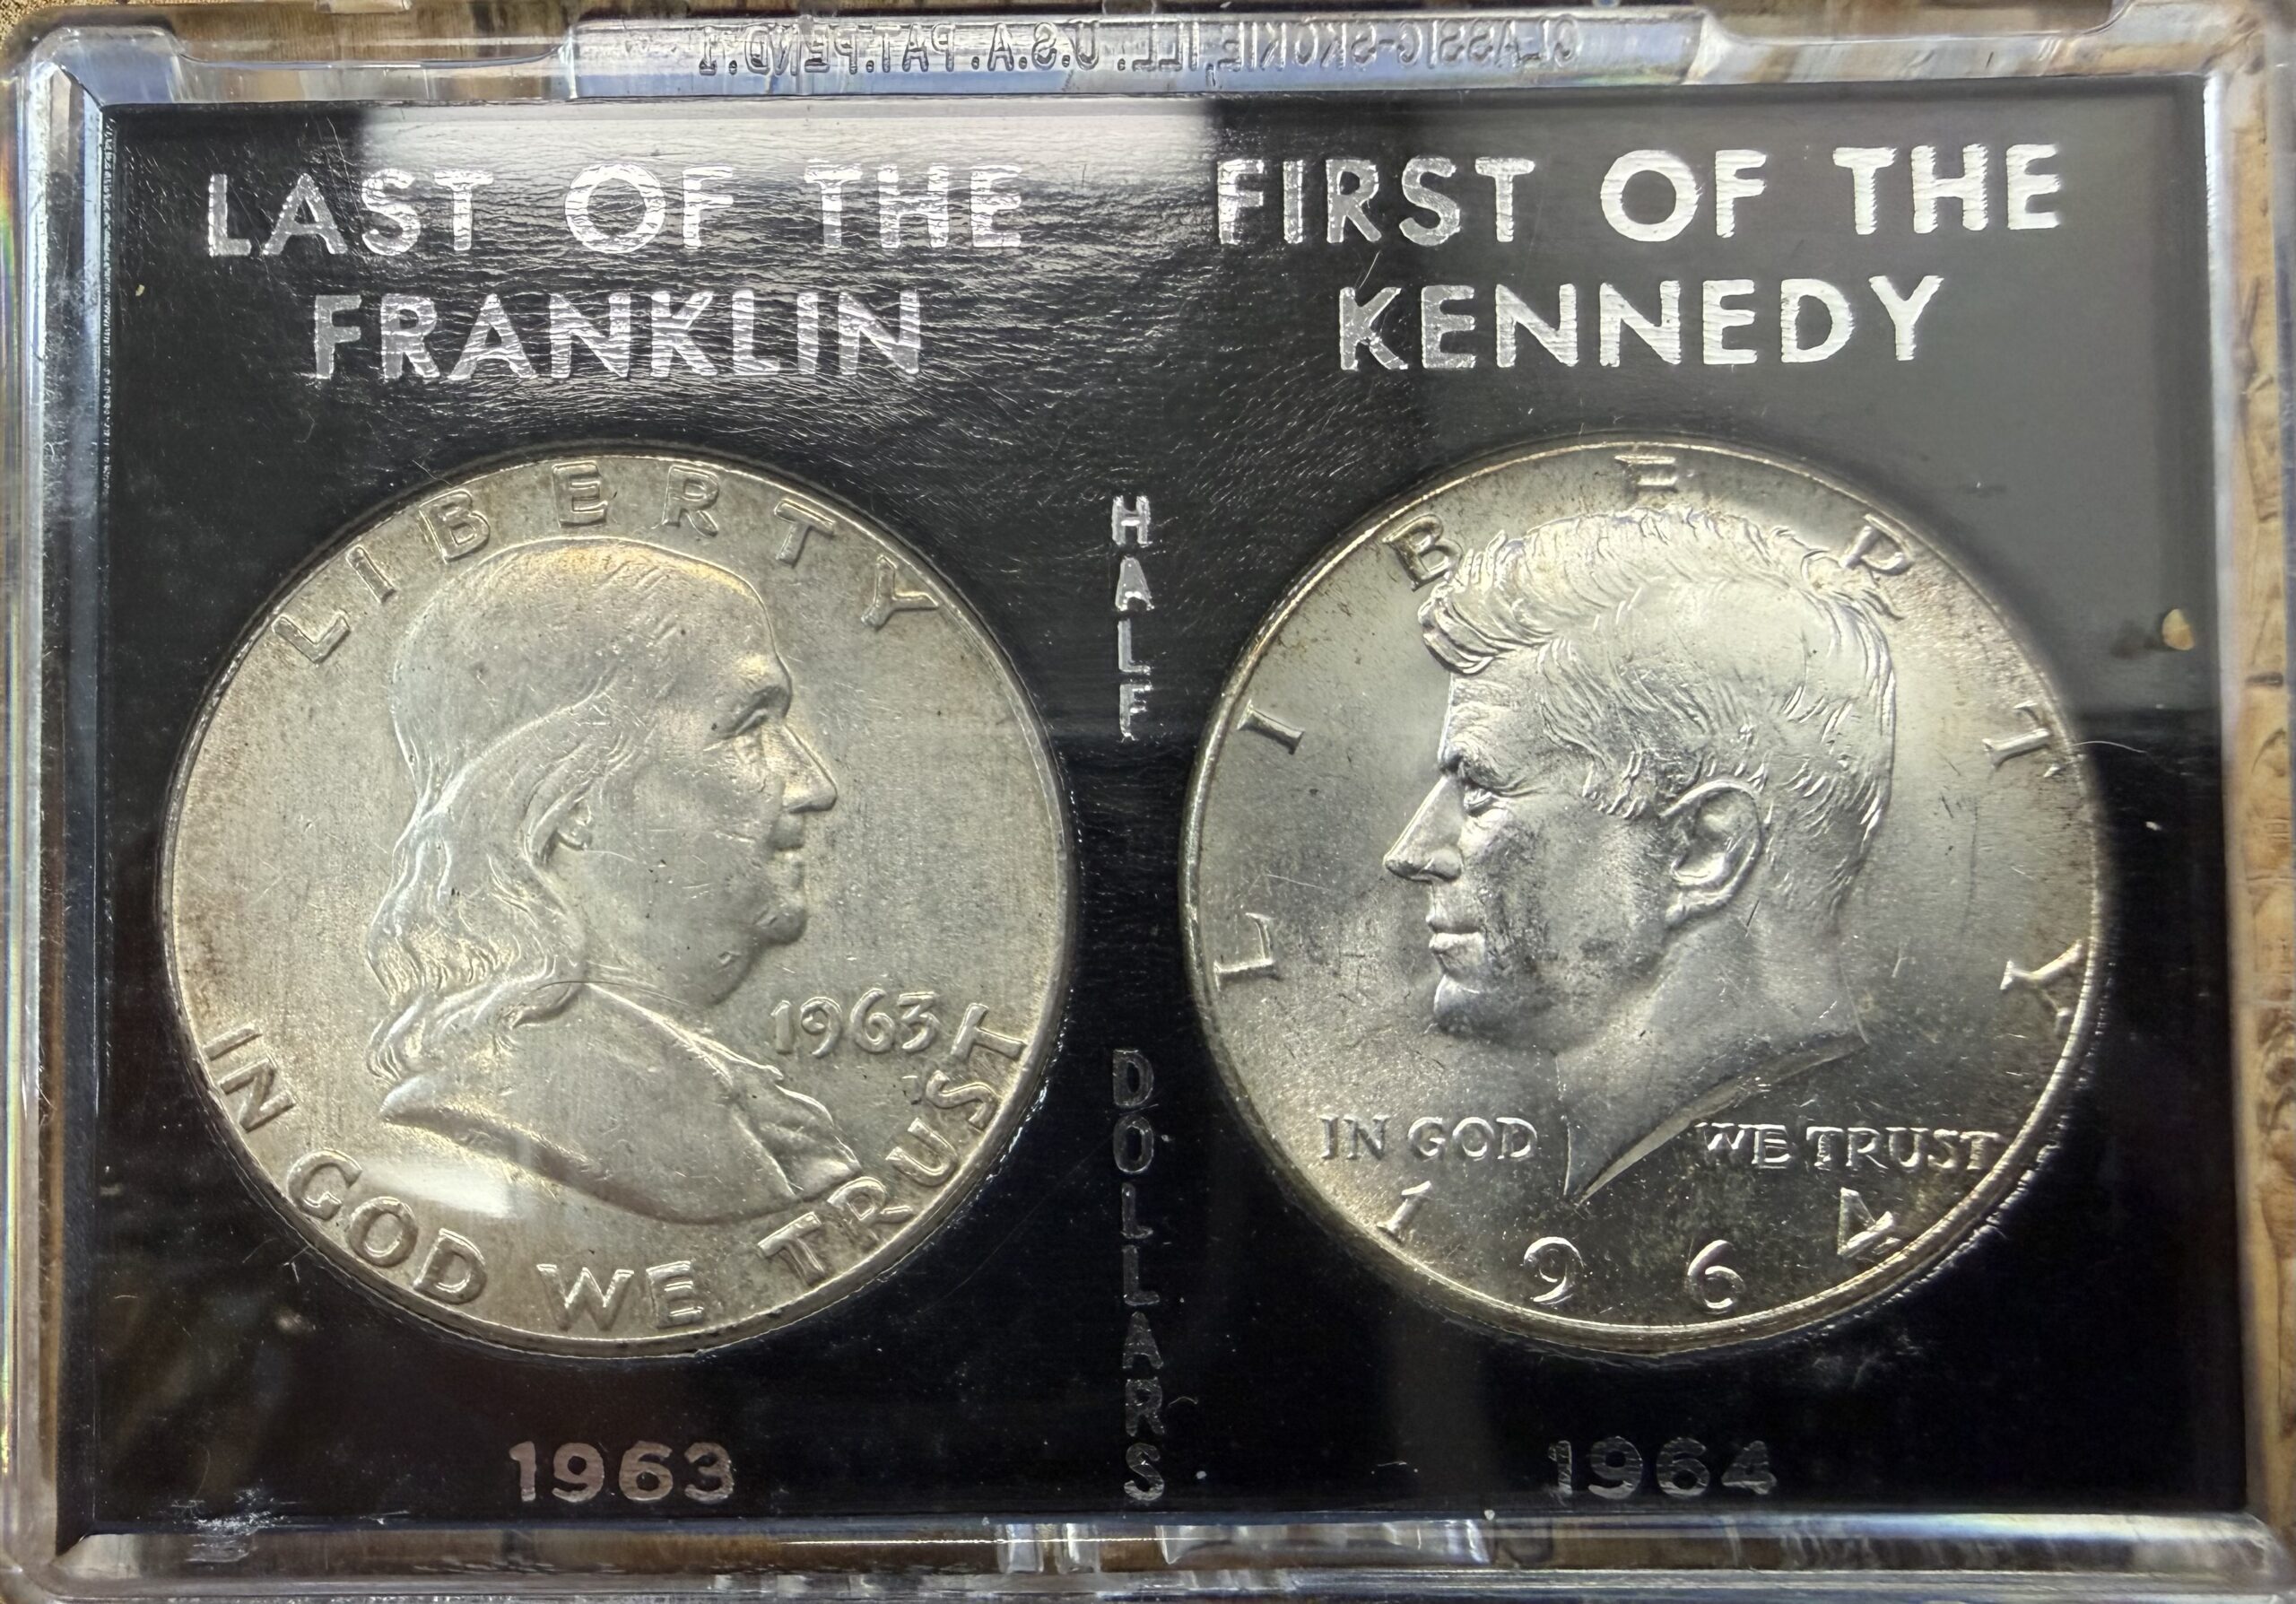 CLASSIC-SKOKIE, ILL. U.S.A. PAT. PEND. 1
LAST OF THE
FRANKLIN
FIRST OF THE
KENNEDY
HALF
DOLLARS
LIBERTY
1963
IN GOD WE TRUST
LIBERTY
IN GOD WE TRUST
1964
1963
1964